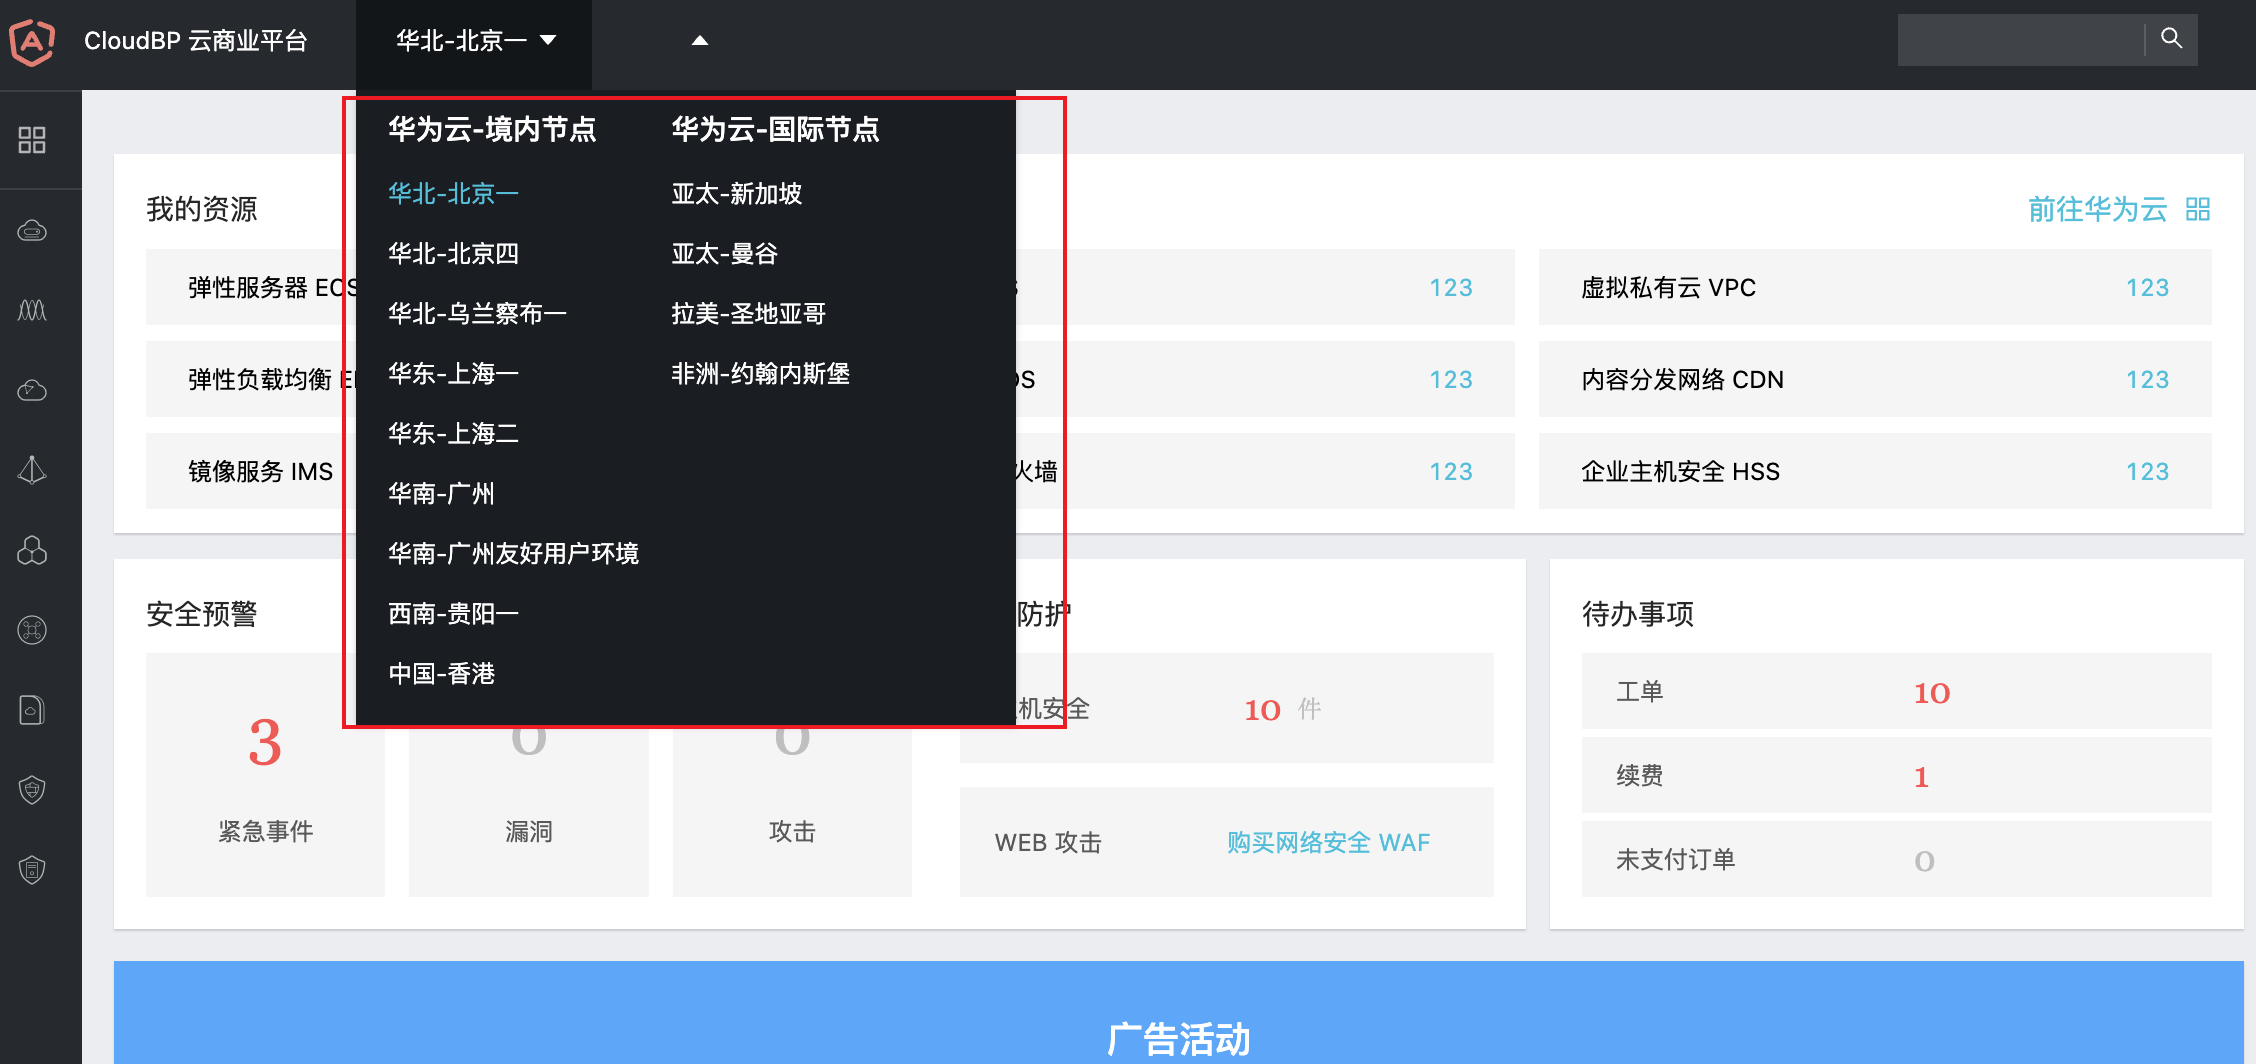 CloudBP 云商业平台
华北-北京一
华为云-境内节点
华为云-国际节点
华北-北京一
亚太-新加坡
华北-北京四
亚太-曼谷
华北-乌兰察布一
拉美-圣地亚哥
华东-上海一
非洲-约翰内斯堡
华东-上海二
华南-广州
华南-广州友好用户环境
西南-贵阳一
中国-香港
我的资源
前往华为云
弹性服务器 ECS
123
虚拟私有云 VPC
123
弹性负载均衡
123
内容分发网络 CDN
123
镜像服务 IMS
火墙
123
企业主机安全 HSS
123
安全预警
3
紧急事件
0
漏洞
0
攻击
防护
机安全
10 件
WEB 攻击
购买网络安全 WAF
待办事项
工单
10
续费
1
未支付订单
0
广告活动